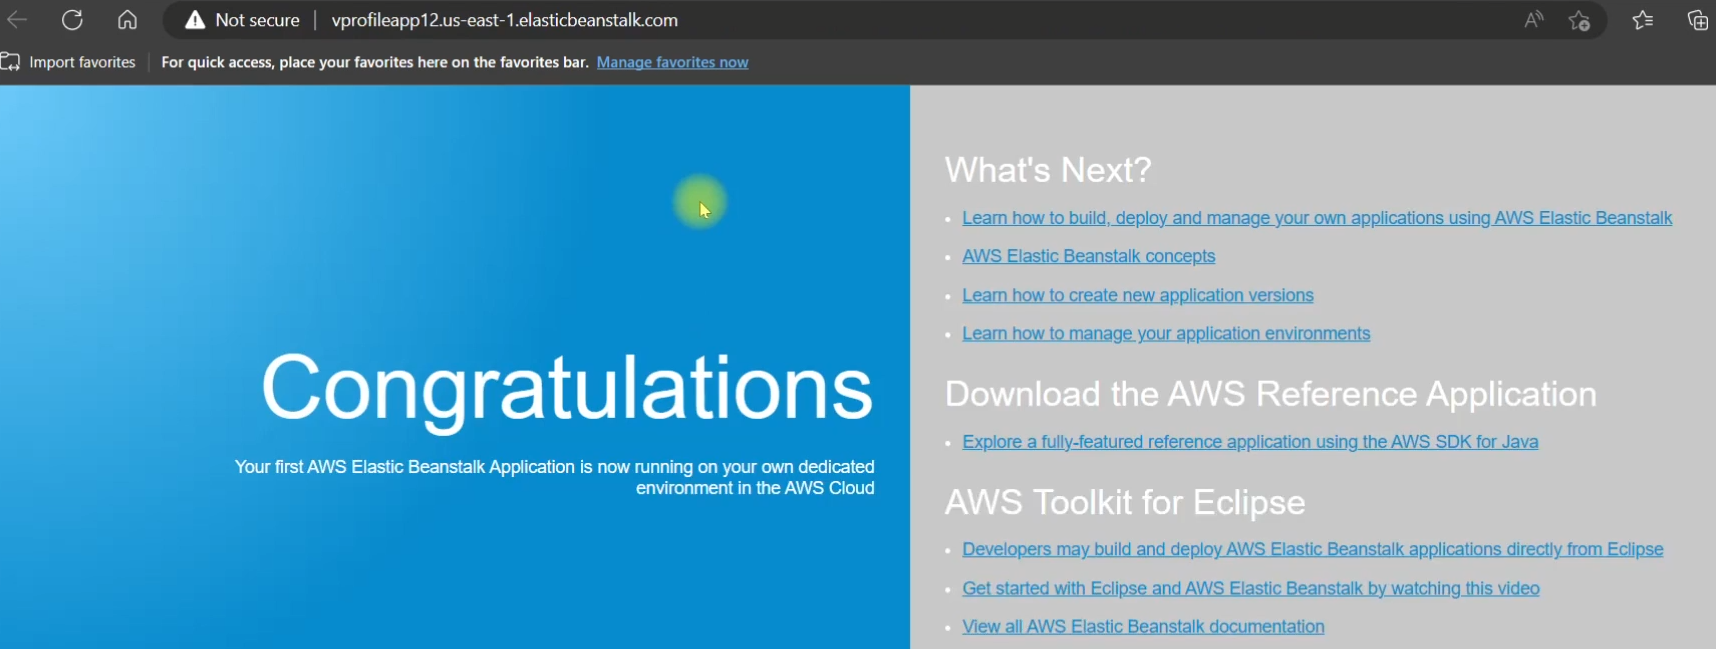 Not secure | vprofileapp12.us-east-1.elasticbeanstalk.com
Import favorites | For quick access, place your favorites here on the favorites bar. Manage favorites now
Congratulations
Your first AWS Elastic Beanstalk Application is now running on your own dedicated
environment in the AWS Cloud
What's Next?
Learn how to build, deploy and manage your own applications using AWS Elastic Beanstalk
AWS Elastic Beanstalk concepts
Learn how to create new application versions
Learn how to manage your application environments
Download the AWS Reference Application
Explore a fully-featured reference application using the AWS SDK for Java
AWS Toolkit for Eclipse
Developers may build and deploy AWS Elastic Beanstalk applications directly from Eclipse
Get started with Eclipse and AWS Elastic Beanstalk by watching this video
View all AWS Elastic Beanstalk documentation